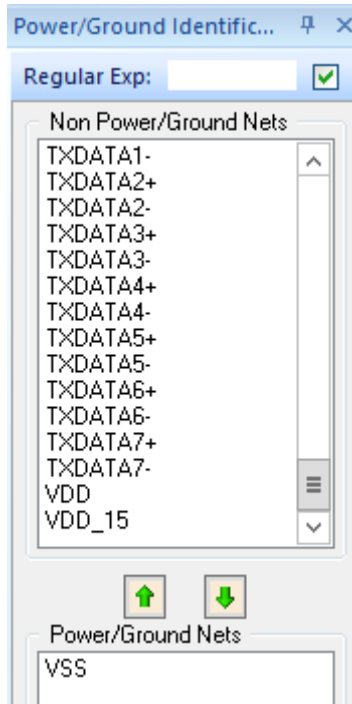 Power/Ground Identific...
Regular Exp:
Non Power/Ground Nets
TXDATA1-
TXDATA2+
TXDATA2-
TXDATA3+
TXDATA3-
TXDATA4+
TXDATA4-
TXDATA5+
TXDATA5-
TXDATA6+
TXDATA6-
TXDATA7+
TXDATA7-
VDD
VDD_15
Power/Ground Nets
VSS